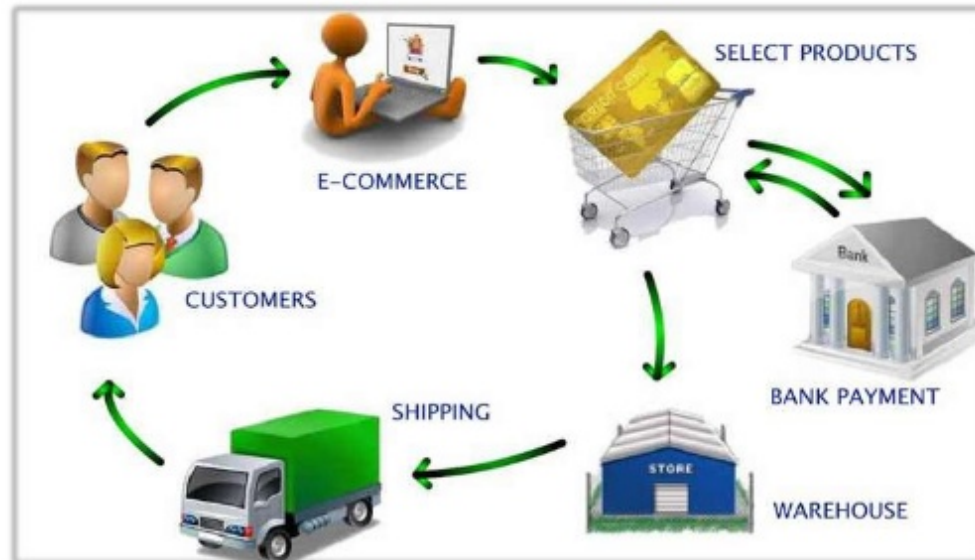 SELECT PRODUCTS
E-COMMERCE
Bank
CUSTOMERS
BANK PAYMENT
SHIPPING
STORE
WAREHOUSE